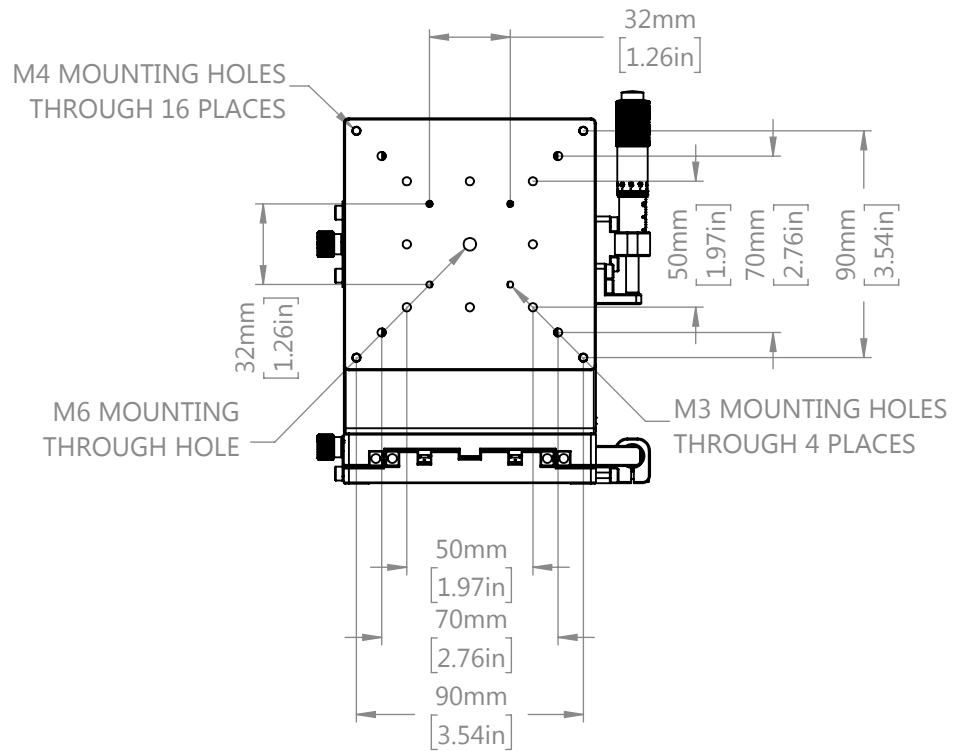 32mm
[1.26in]
M4 MOUNTING HOLES
THROUGH 16 PLACES
50mm
[1.97in]
70mm
[2.76in]
90mm
[3.54in]
32mm
[1.26in]
M6 MOUNTING
THROUGH HOLE
M3 MOUNTING HOLES
THROUGH 4 PLACES
50mm
[1.97in]
70mm
[2.76in]
90mm
[3.54in]